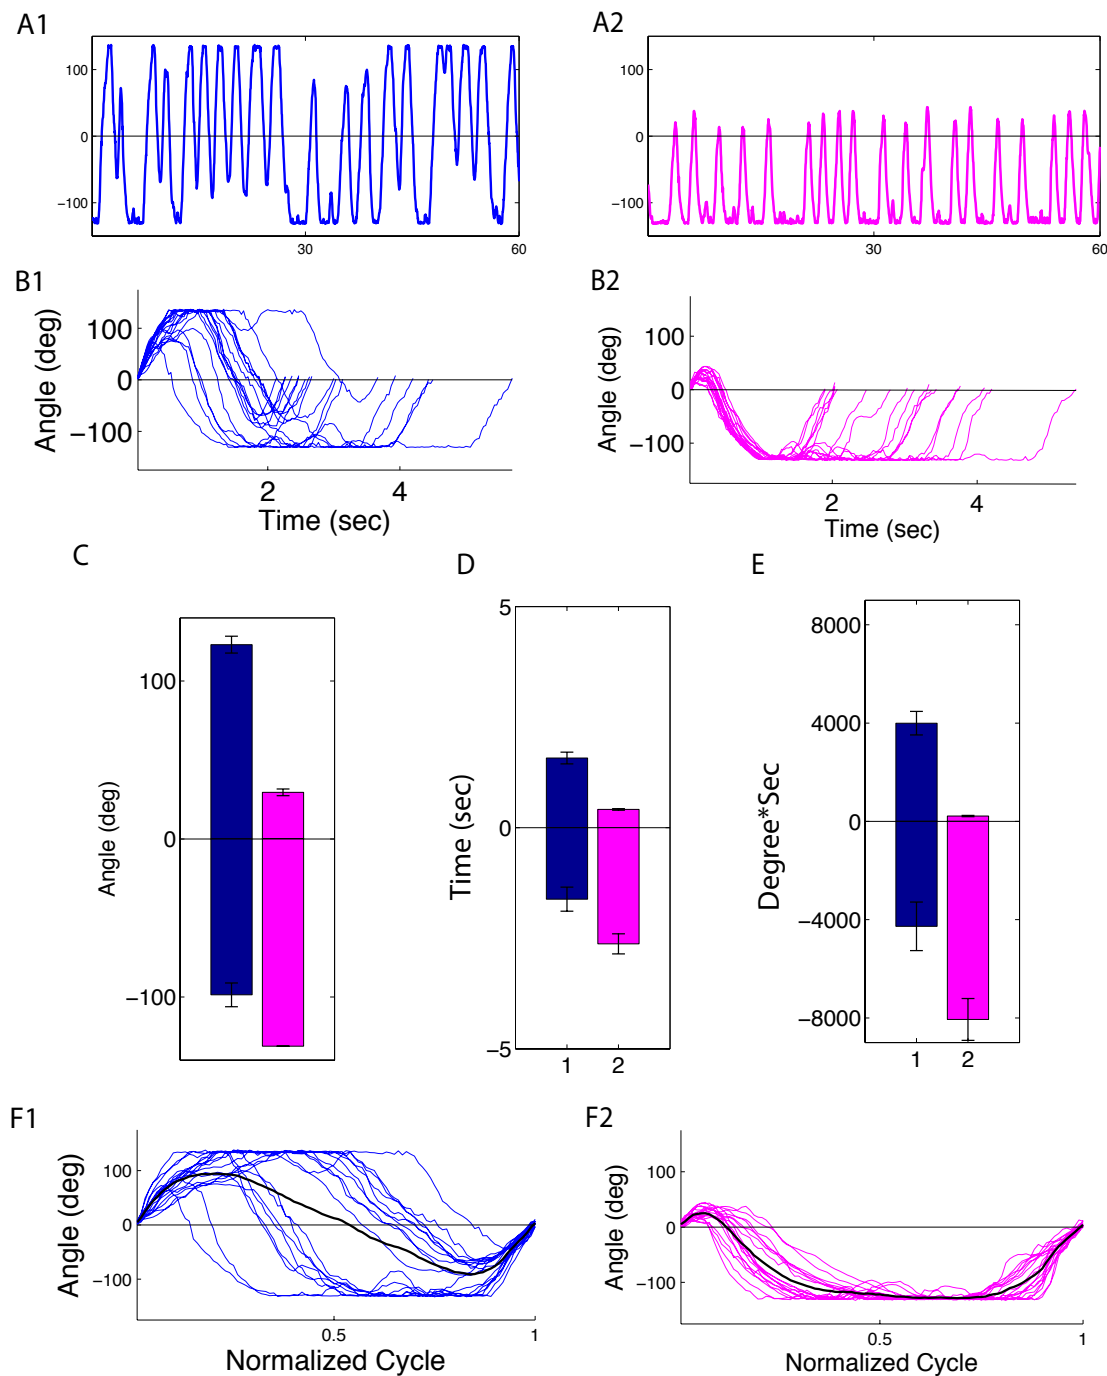 A1
A2
100
0
−100
30
60
100
0
−100
30
60
B1
B2
Angle (deg)
100
0
−100
2
4
Time (sec)
Angle (deg)
100
0
−100
2
4
Time (sec)
C
D
E
Angle (deg)
100
0
−100
Time (sec)
5
0
−5
1
2
Degree*Sec
8000
4000
0
−4000
−8000
1
2
F1
F2
Angle (deg)
100
0
−100
0.5
1
Normalized Cycle
Angle (deg)
100
0
−100
0.5
1
Normalized Cycle